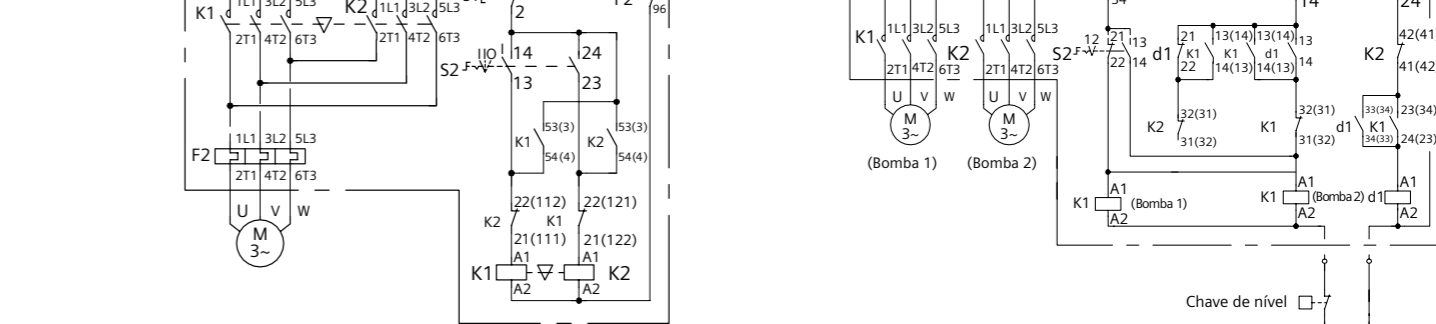 1L1 3L2 5L3
K1
K2 1L1 3L2 5L3
2T1 4T2 6T3
2T1 4T2 6T3
1L1 3L2 5L3
F2
2T1 4T2 6T3
U V W
M
3~
2
96
14 24
S2
13 23
53(3) 53(3)
K1 K2
54(4) 54(4)
22(112) 22(121)
K2 K1
21(111) 21(122)
A1 A1
K1 K2
A2 A2
1L1 3L2 5L3 1L1 3L2 5L3
K1 K2
2T1 4T2 6T3 2T1 4T2 6T3
U V W U V W
M M
3~ 3~
(Bomba 1) (Bomba 2)
14 24
12 21 13 21 13(14) 13(14) 13 42(41)
S2 d1 K1 K1 d1 K2
22 14 22 14(13) 14(13) 14 41(42
32(31) 32(31) 33(34) 23(34)
K2 K1 d1 K1
31(32) 31(32) 34(33) 24(23)
A1 A1 A1
K1 (Bomba 1) K1 (Bomba 2) d1
A2 A2 A2
Chave de nível